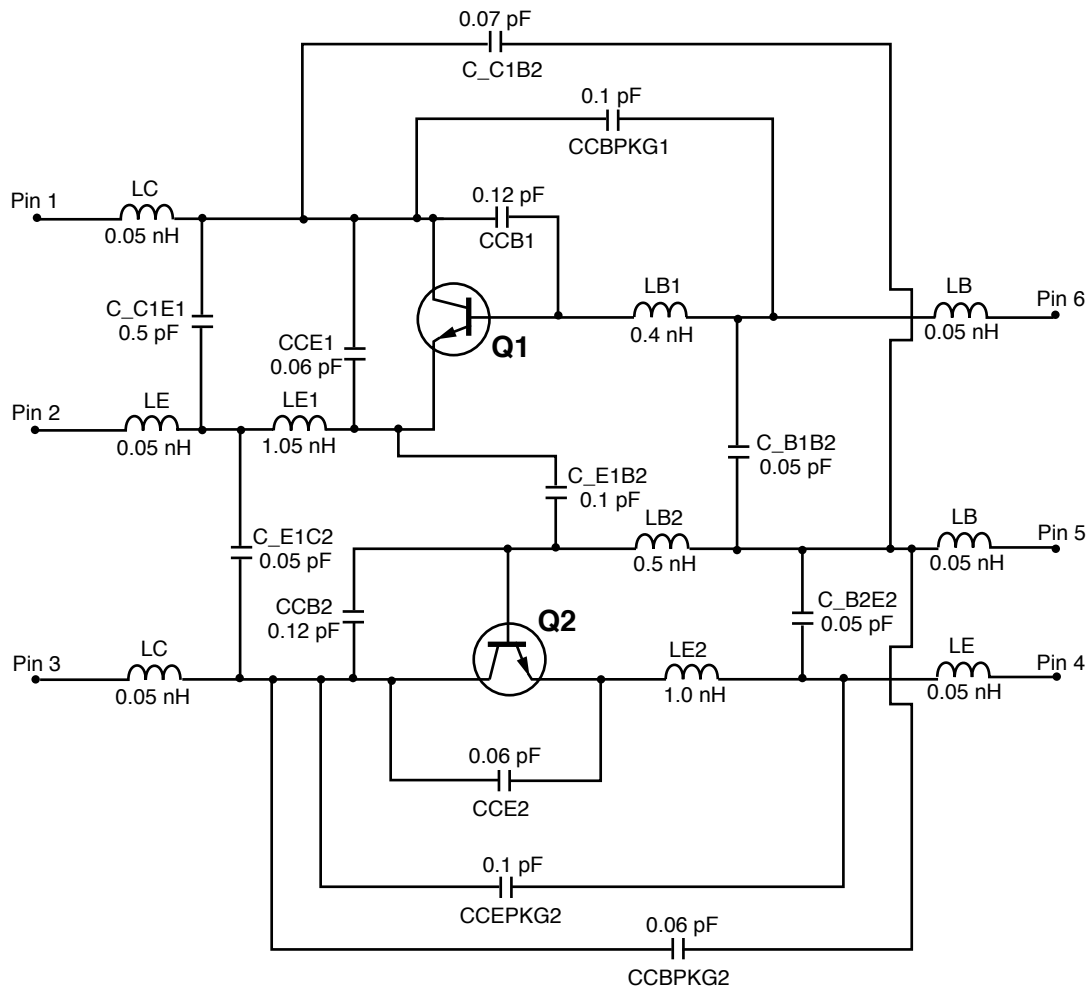 0.07 pF
C_C1B2
0.1 pF
CCBPKG1
Pin 1
LC
0.05 nH
0.12 pF
CCB1
C_C1E1
0.5 pF
CCE1
0.06 pF
Q1
LB1
0.4 nH
LB
0.05 nH
Pin 6
Pin 2
LE
0.05 nH
LE1
1.05 nH
C_B1B2
0.05 pF
C_E1B2
0.1 pF
C_E1C2
0.05 pF
LB2
0.5 nH
LB
0.05 nH
Pin 5
CCB2
0.12 pF
Q2
C_B2E2
0.05 pF
Pin 3
LC
0.05 nH
LE2
1.0 nH
LE
0.05 nH
Pin 4
0.06 pF
CCE2
0.1 pF
CCEPKG2
0.06 pF
CCBPKG2